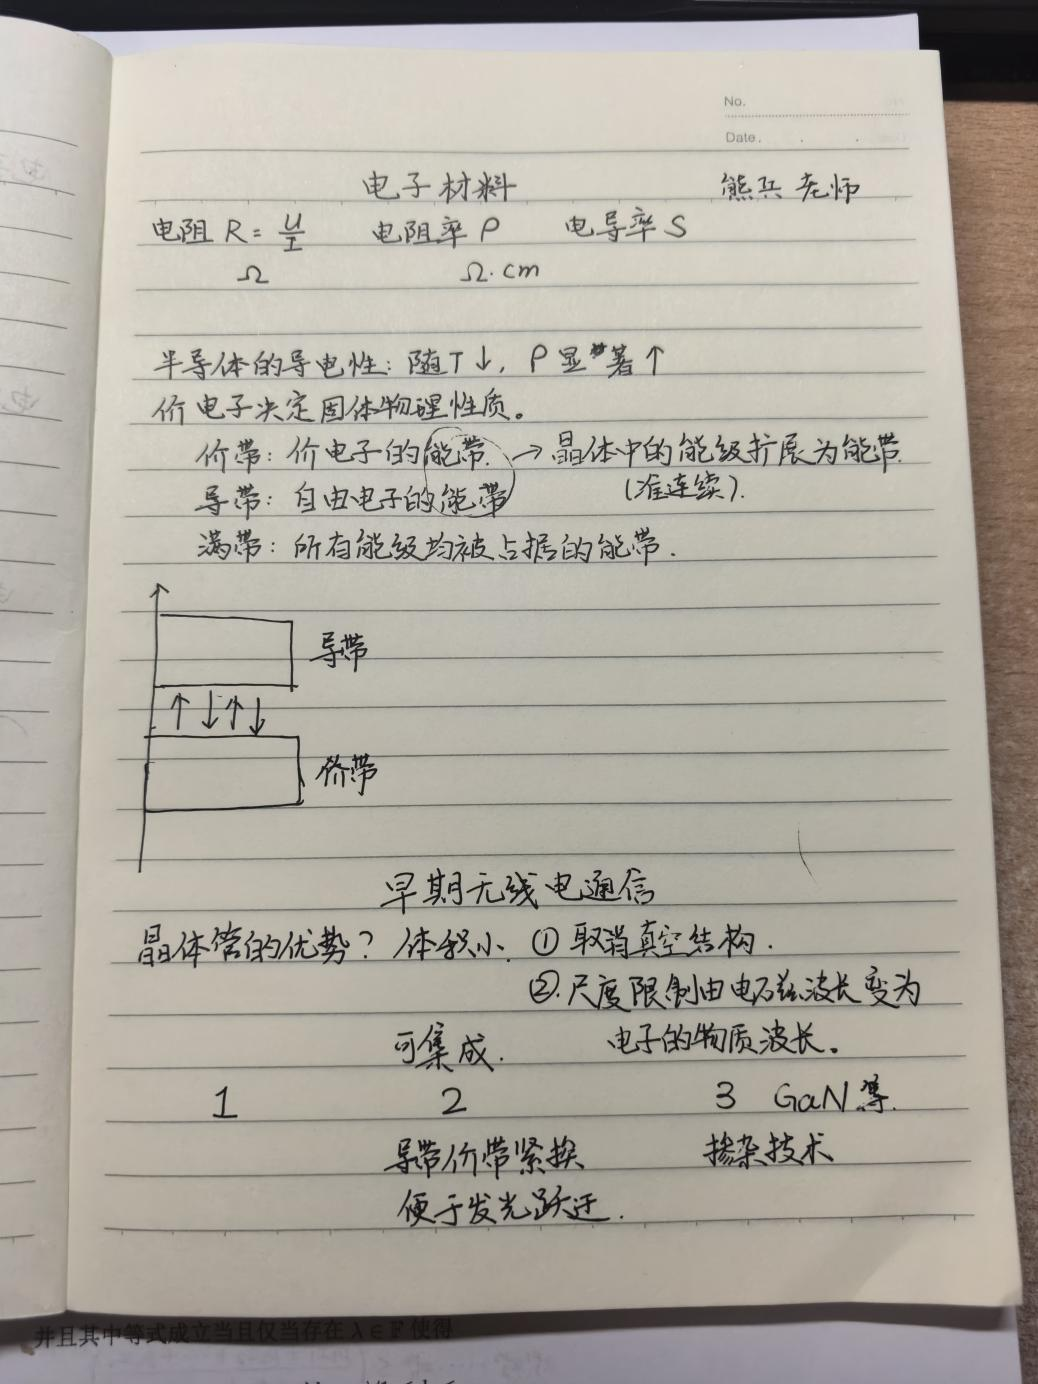 No.
Date.
电子材料 熊兵老师
电阻 R = U/I 电阻率 ρ 电导率 S
Ω Ω·cm
半导体的导电性: 随T↓, ρ显著↑
价电子决定固体物理性质。
价带: 价电子的能带. → 晶体中的能级扩展为能带.
导带: 自由电子的能带 (准连续).
满带: 所有能级均被占据的能带.
导带
价带
早期无线电通信
晶体管的优势? 体积小. ① 取消真空结构.
②.尺度限制由电磁波长变为
可集成. 电子的物质波长。
1 2 3 GaN等.
导带价带紧挨 掺杂技术
便于发光跃迁.
并且其中等式成立当且仅当存在 λ ∈ F 使得